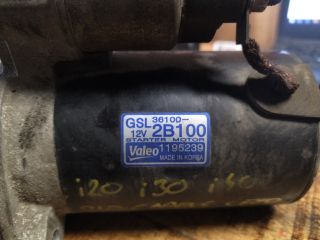 GSL 36100-
12V 2B100
STARTER MOTOR
Valeo 1195239
MADE IN KOREA
i20 i30 i40